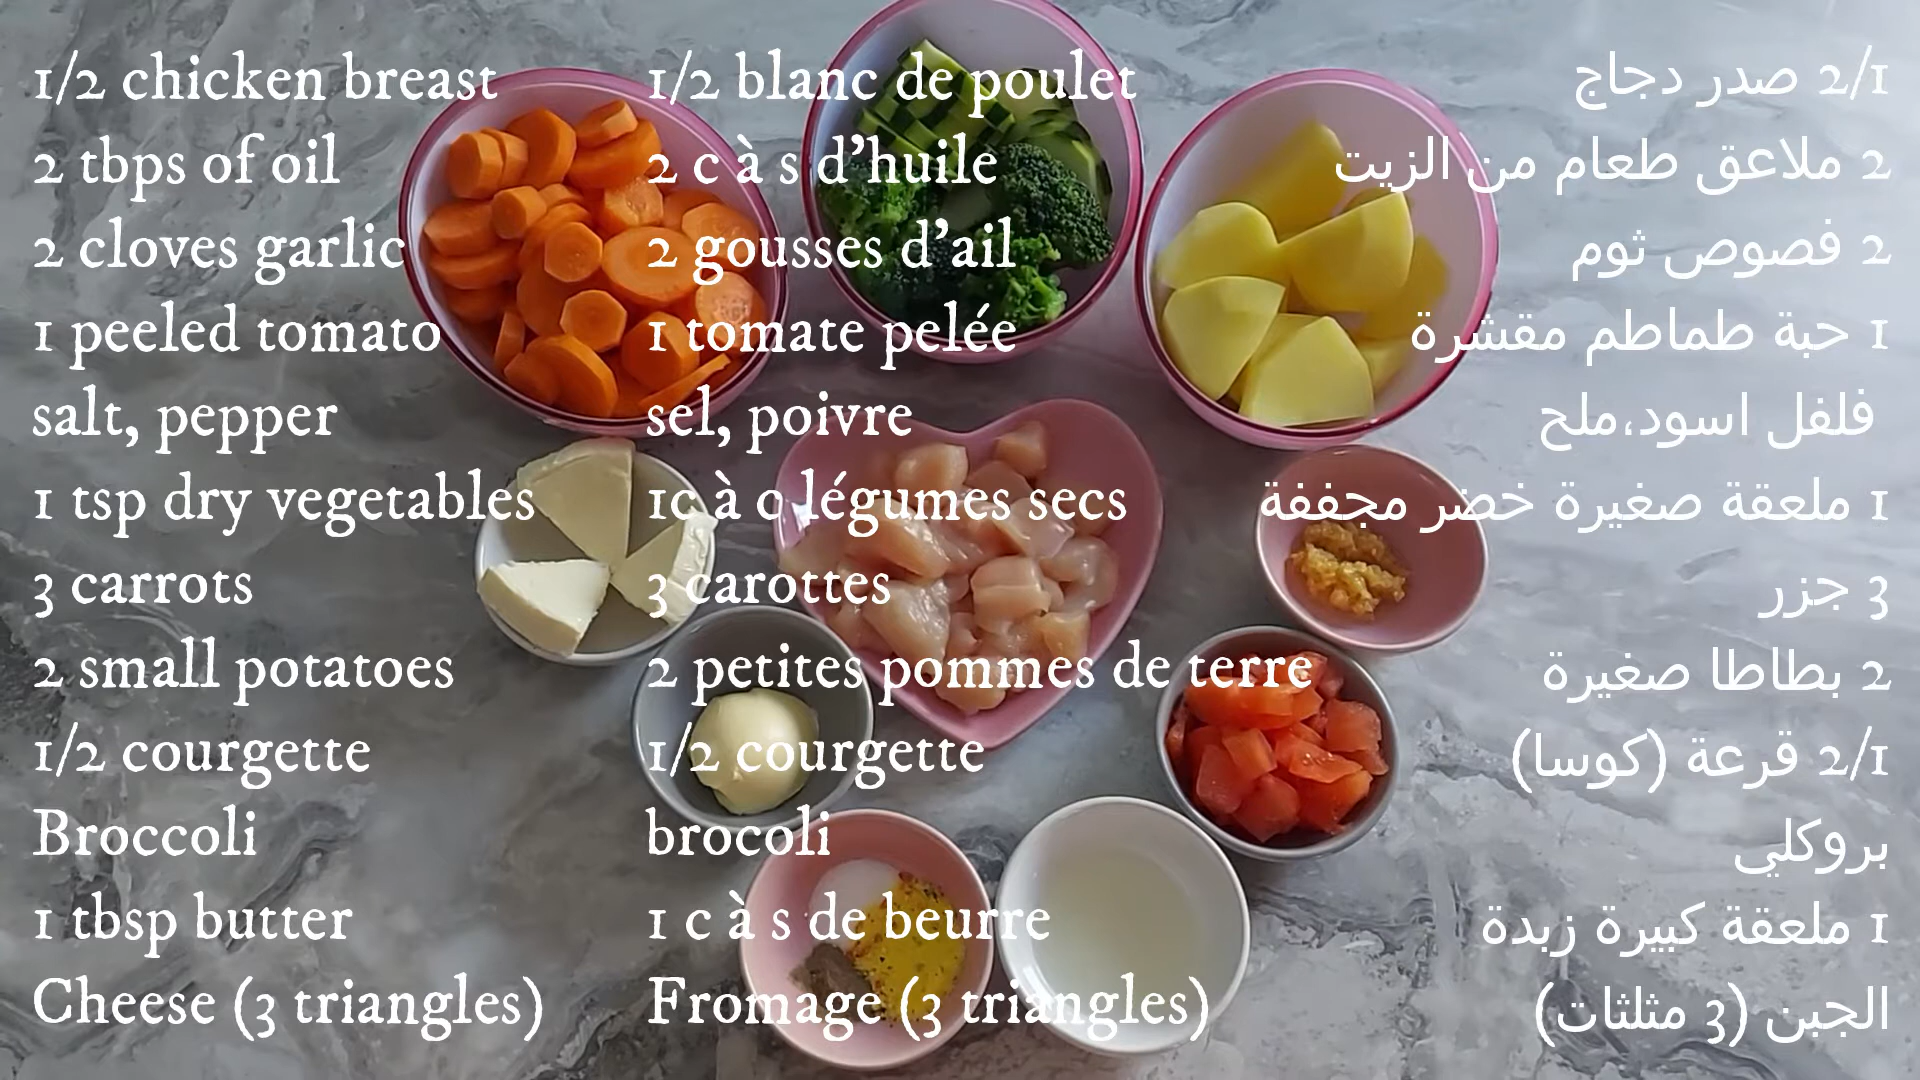 1/2 chicken breast
2 tbps of oil
2 cloves garlic
1 peeled tomato
salt, pepper
1 tsp dry vegetables
3 carrots
2 small potatoes
1/2 courgette
Broccoli
1 tbsp butter
Cheese (3 triangles)
1/2 blanc de poulet
2 c à s d’huile
2 gousses d’ail
1 tomate pelée
sel, poivre
1c à c légumes secs
3 carottes
2 petites pommes de terre
1/2 courgette
brocoli
1 c à s de beurre
Fromage (3 triangles)
2/1 صدر دجاج
2 ملاعق طعام من الزيت
2 فصوص ثوم
1 حبة طماطم مقشرة
فلفل اسود،ملح
1 ملعقة صغيرة خضر مجففة
3 جزر
2 بطاطا صغيرة
2/1 قرعة (كوسا)
بروكلي
1 ملعقة كبيرة زبدة
الجبن (3 مثلثات)